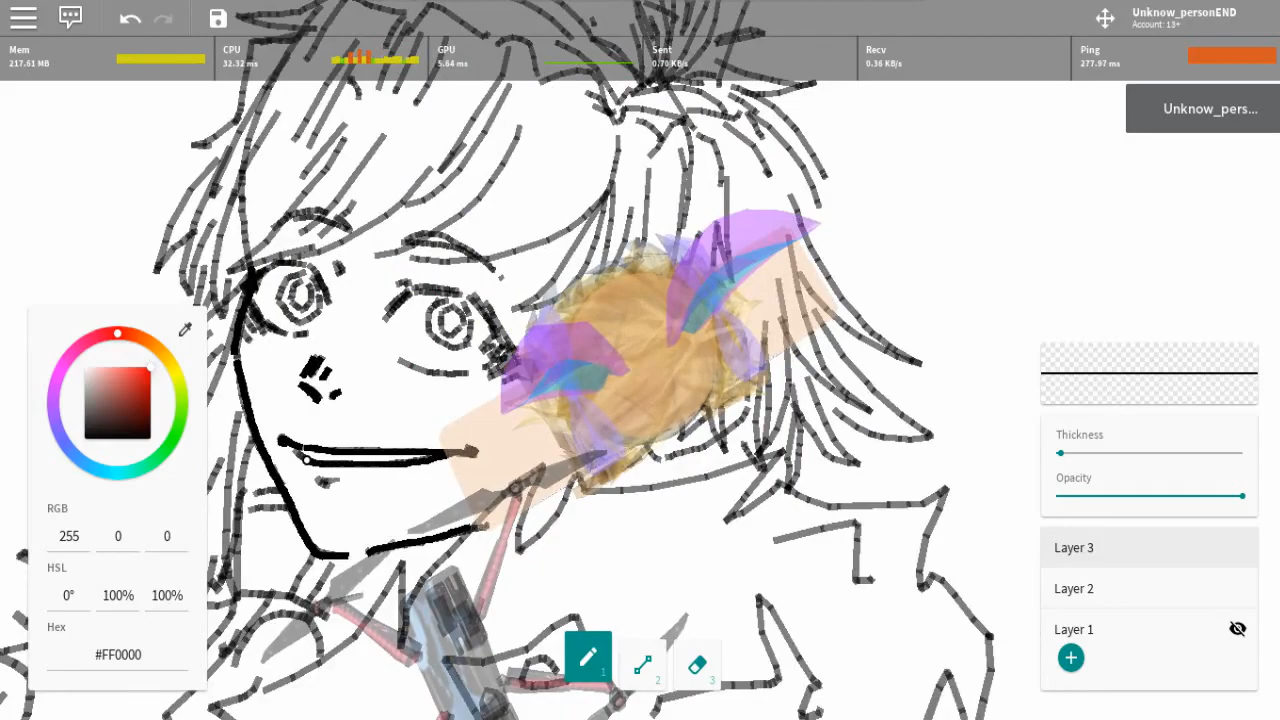 Unknow_personEND
Account: 13+
Mem
217.61 MB
CPU
32.32 ms
GPU
5.64 ms
Sent
0.70 KB/s
Recv
0.36 KB/s
Ping
277.97 ms
Unknow_pers...
RGB
255 0 0
HSL
0° 100% 100%
Hex
#FF0000
Thickness
Opacity
Layer 3
Layer 2
Layer 1
1
2
3